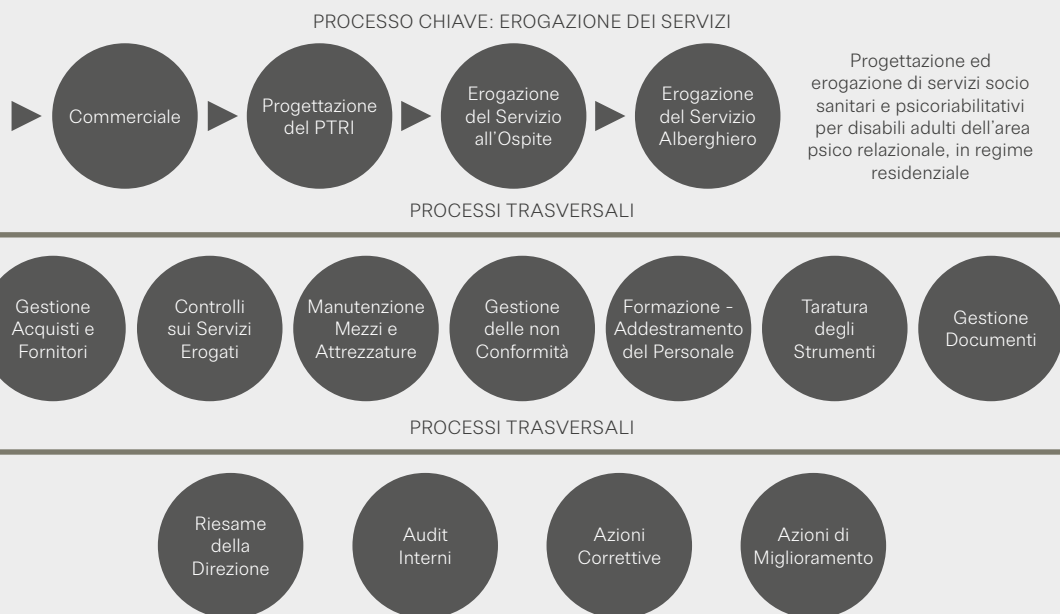 PROCESSO CHIAVE: EROGAZIONE DEI SERVIZI
Commerciale
Progettazione
del PTRI
Erogazione
del Servizio
all'Ospite
Erogazione
del Servizio
Alberghiero
Progettazione ed
erogazione di servizi socio
sanitari e psicoriabilitativi
per disabili adulti dell'area
psico relazionale, in regime
residenziale
PROCESSI TRASVERSALI
Gestione
Acquisti e
Fornitori
Controlli
sui Servizi
Erogati
Manutenzione
Mezzi e
Attrezzature
Gestione
delle non
Conformità
Formazione -
Addestramento
del Personale
Taratura
degli
Strumenti
Gestione
Documenti
PROCESSI TRASVERSALI
Riesame
della
Direzione
Audit
Interni
Azioni
Correttive
Azioni di
Miglioramento